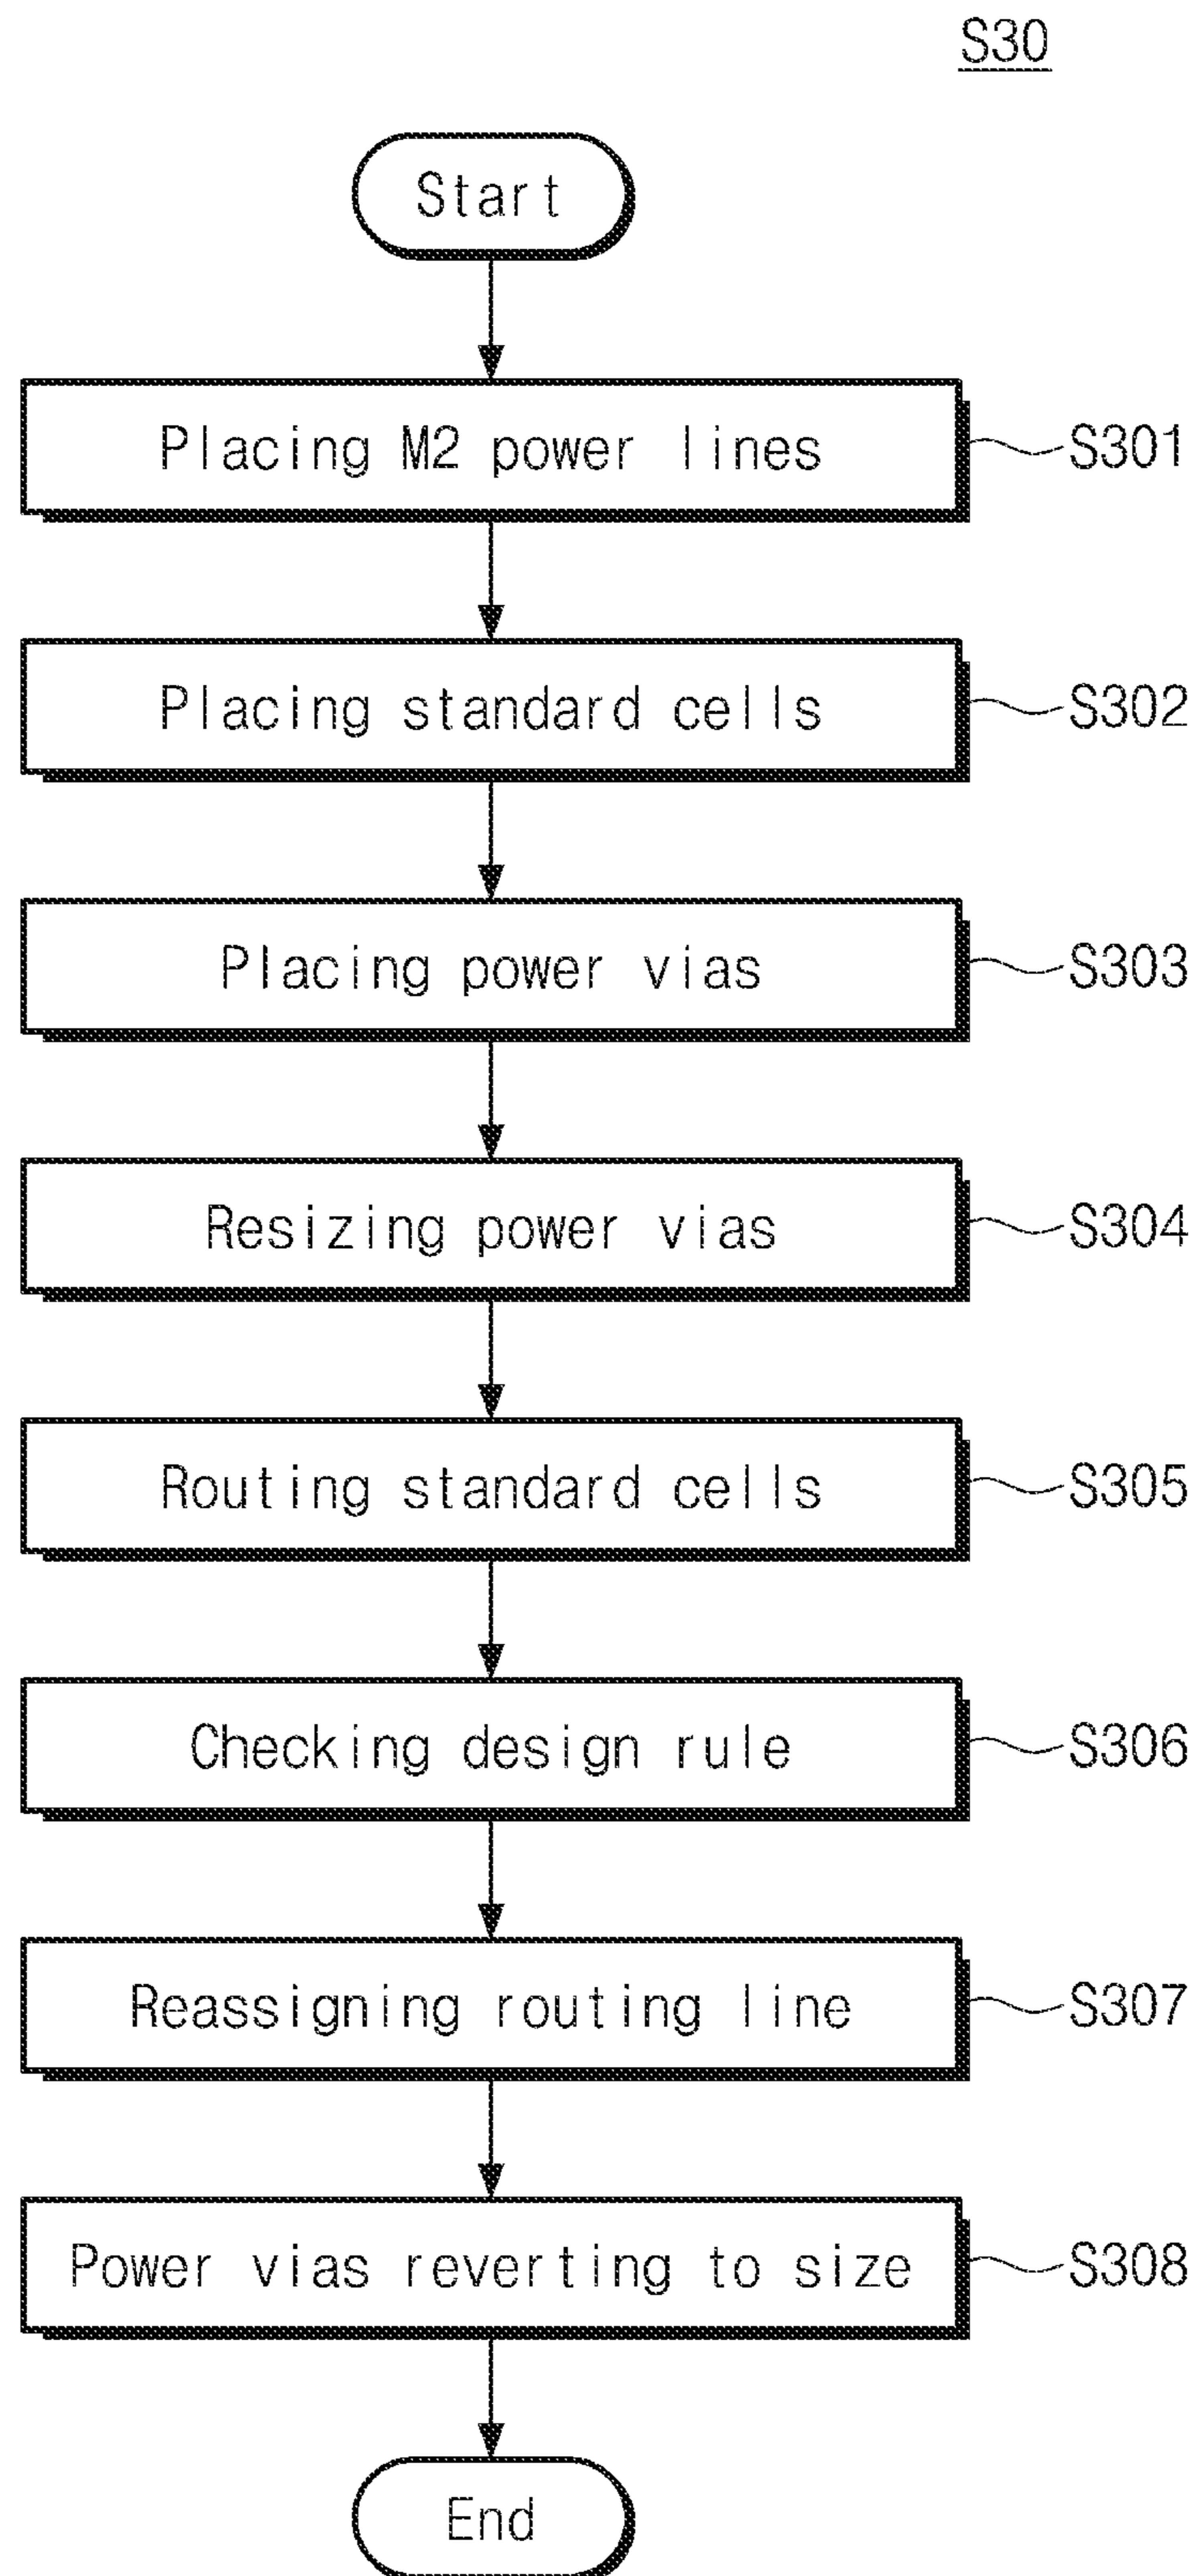 S30
Start
Placing M2 power lines
S301
Placing standard cells
S302
Placing power vias
S303
Resizing power vias
S304
Routing standard cells
S305
Checking design rule
S306
Reassigning routing line
S307
Power vias reverting to size
S308
End